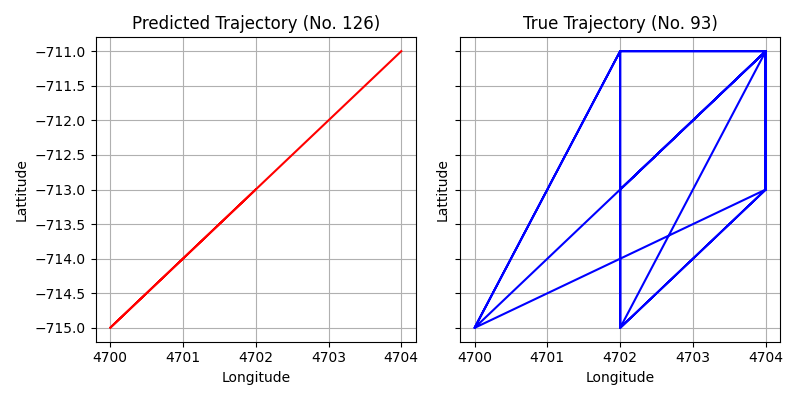 Predicted Trajectory (No. 126)
True Trajectory (No. 93)
−711.0
−711.5
−712.0
−712.5
−713.0
−713.5
−714.0
−714.5
−715.0
Lattitude
Lattitude
4700 4701 4702 4703 4704
4700 4701 4702 4703 4704
Longitude
Longitude